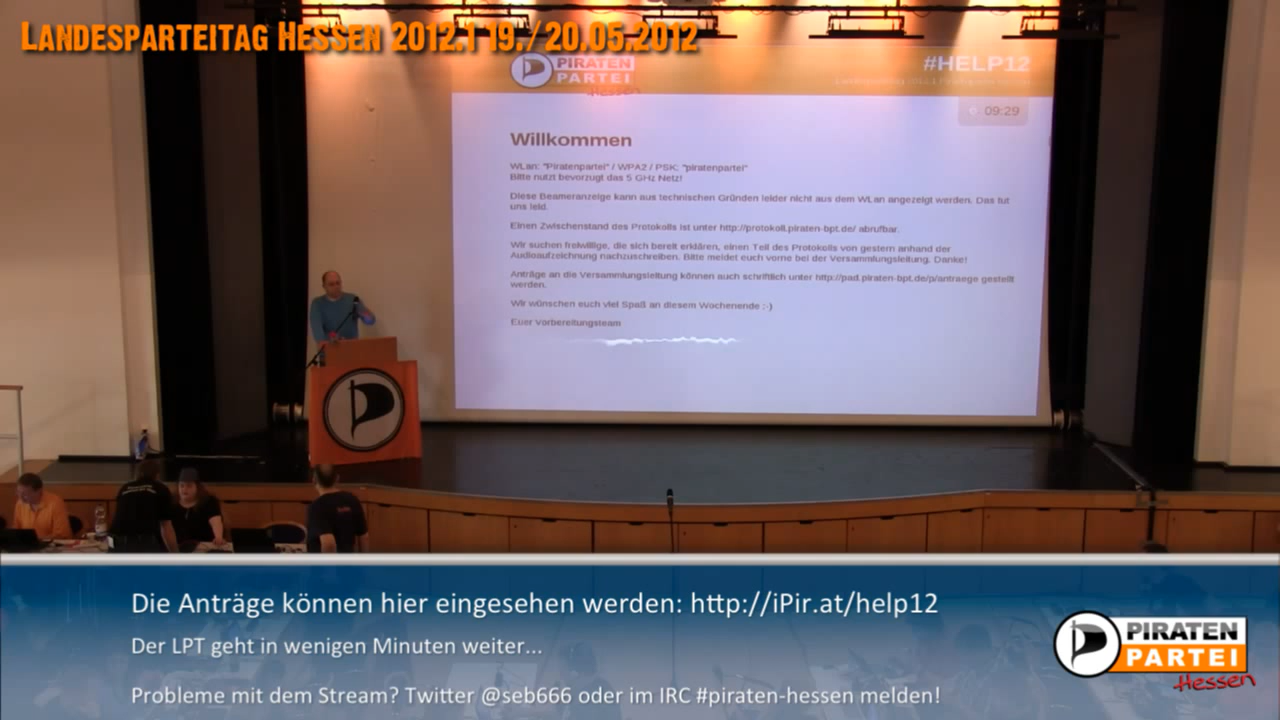 LANDESPARTEITAG HESSEN 2012.1 19./20.05.2012
PIRATEN
PARTEI
Hessen
#HELP12
09:29
Willkommen
WLan: "Piratenpartei" / WPA2 / PSK: "piratenpartei"
Bitte nutzt bevorzugt das 5 GHz Netz!
Diese Beameranzeige kann aus technischen Gründen leider nicht aus dem WLan angezeigt werden. Das tut
uns leid.
Einen Zwischenstand des Protokolls ist unter http://protokoll.piraten-bpt.de/ abrufbar.
Wir suchen freiwillige, die sich bereit erklären, einen Teil des Protokolls von gestern anhand der
Audioaufzeichnung nachzuschreiben. Bitte meldet euch vorne bei der Versammlungsleitung. Danke!
Anträge an die Versammlungsleitung können auch schriftlich unter http://pad.piraten-bpt.de/p/antraege gestellt
werden.
Wir wünschen euch viel Spaß an diesem Wochenende ;-)
Euer Vorbereitungsteam
Die Anträge können hier eingesehen werden: http://iPir.at/help12
Der LPT geht in wenigen Minuten weiter...
Probleme mit dem Stream? Twitter @seb666 oder im IRC #piraten-hessen melden!
PIRATEN
PARTEI
Hessen